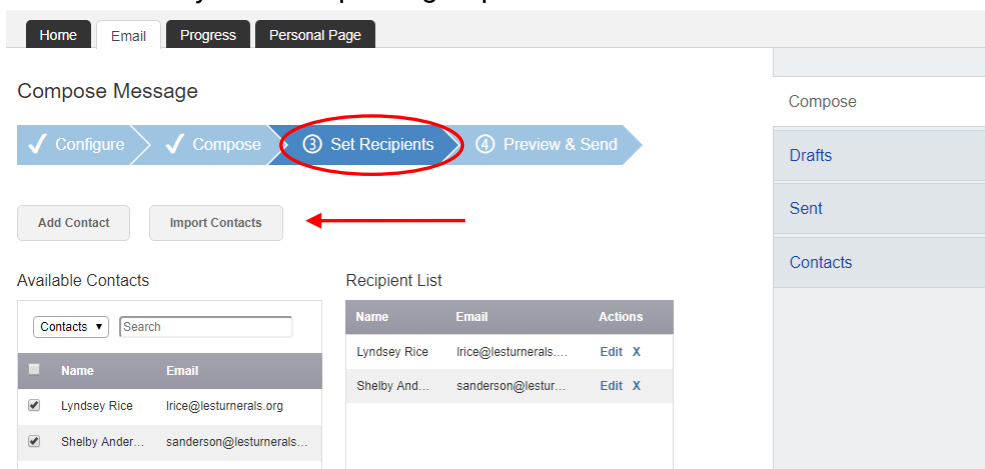 Home Email Progress Personal Page
Compose Message
✓ Configure ✓ Compose ③ Set Recipients ④ Preview & Send
Add Contact Import Contacts
Available Contacts
Contacts ▼ Search
Name Email
Lyndsey Rice lrice@lesturnerals.org
Shelby Ander... sanderson@lesturnerals...
Recipient List
Name Email Actions
Lyndsey Rice lrice@lesturnerals.... Edit X
Shelby And... sanderson@lestur... Edit X
Compose
Drafts
Sent
Contacts